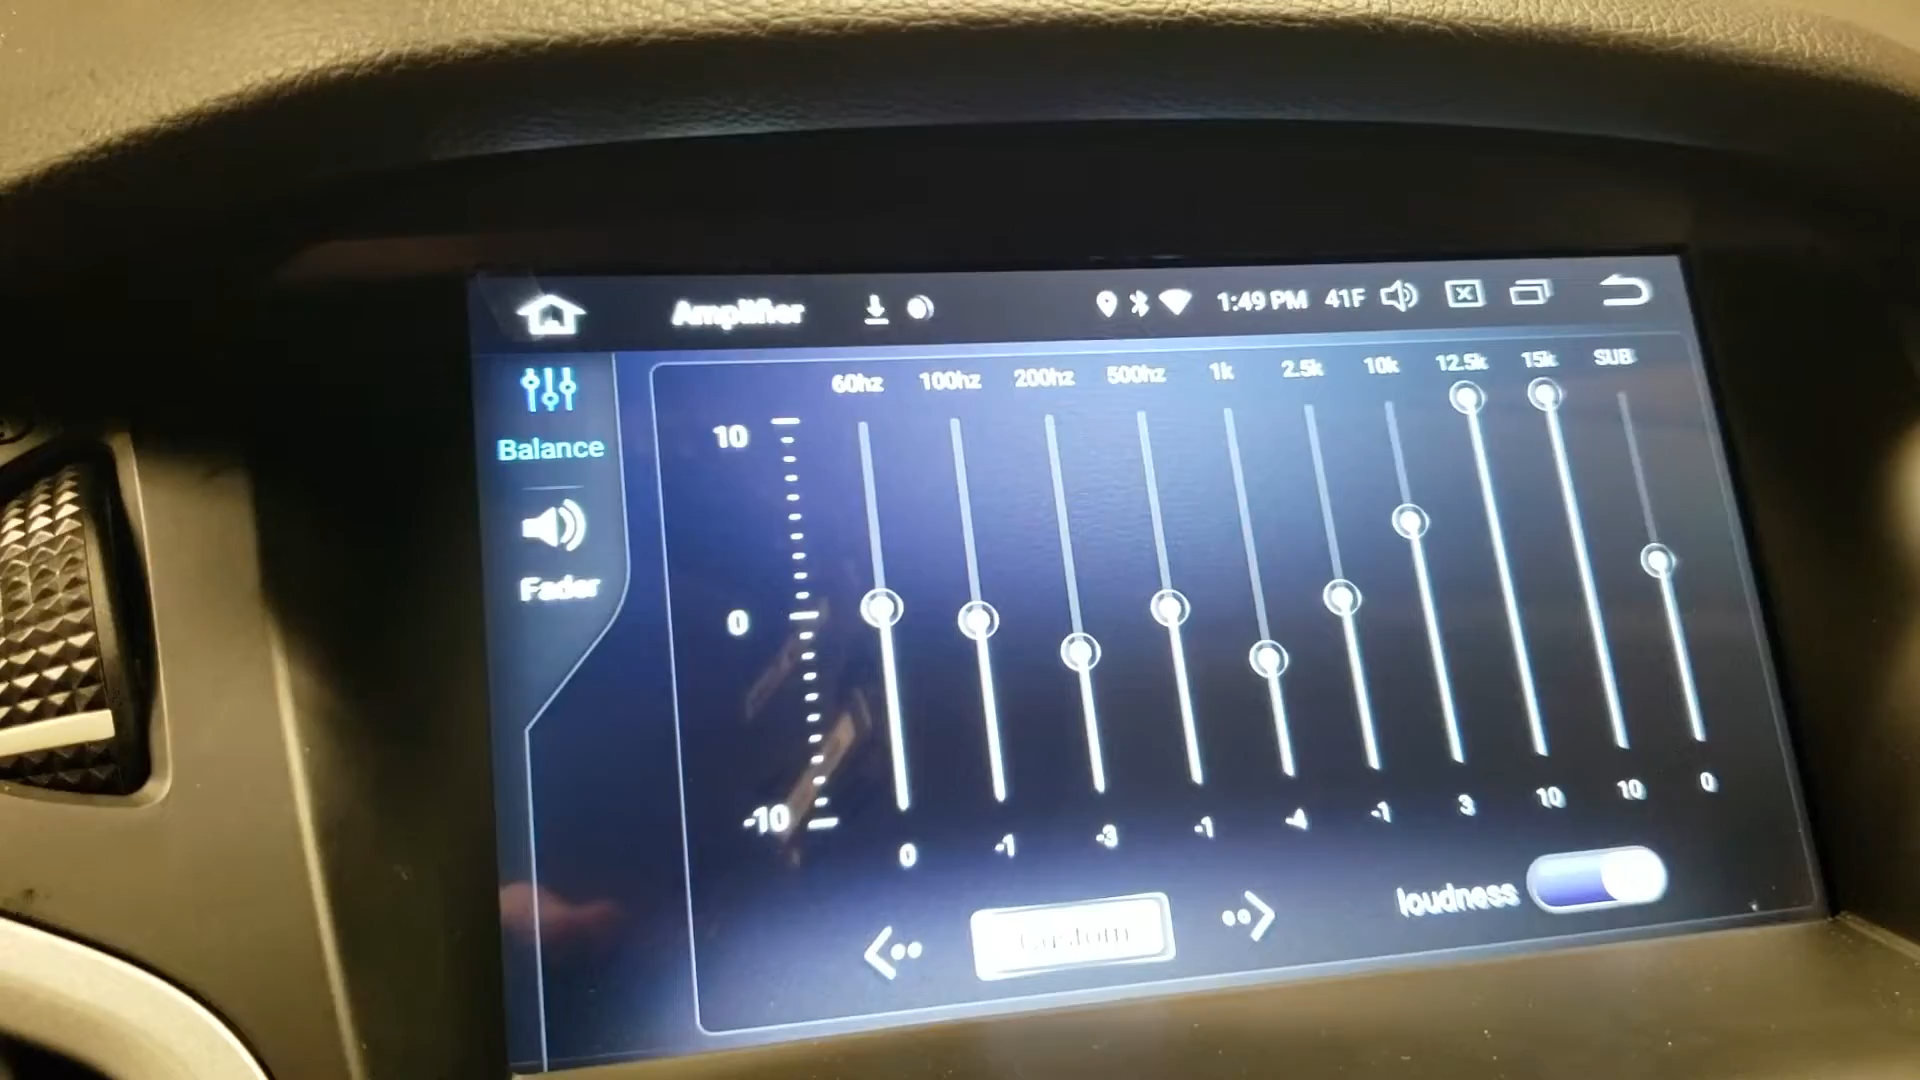 Amplifier 1:49 PM 41F
Balance
Fader
60hz 100hz 200hz 500hz 1k 2.5k 10k 12.5k 15k SUB
10
0
-10
0 -1 -3 -1 -4 -1 3 10 10 0
Custom
loudness